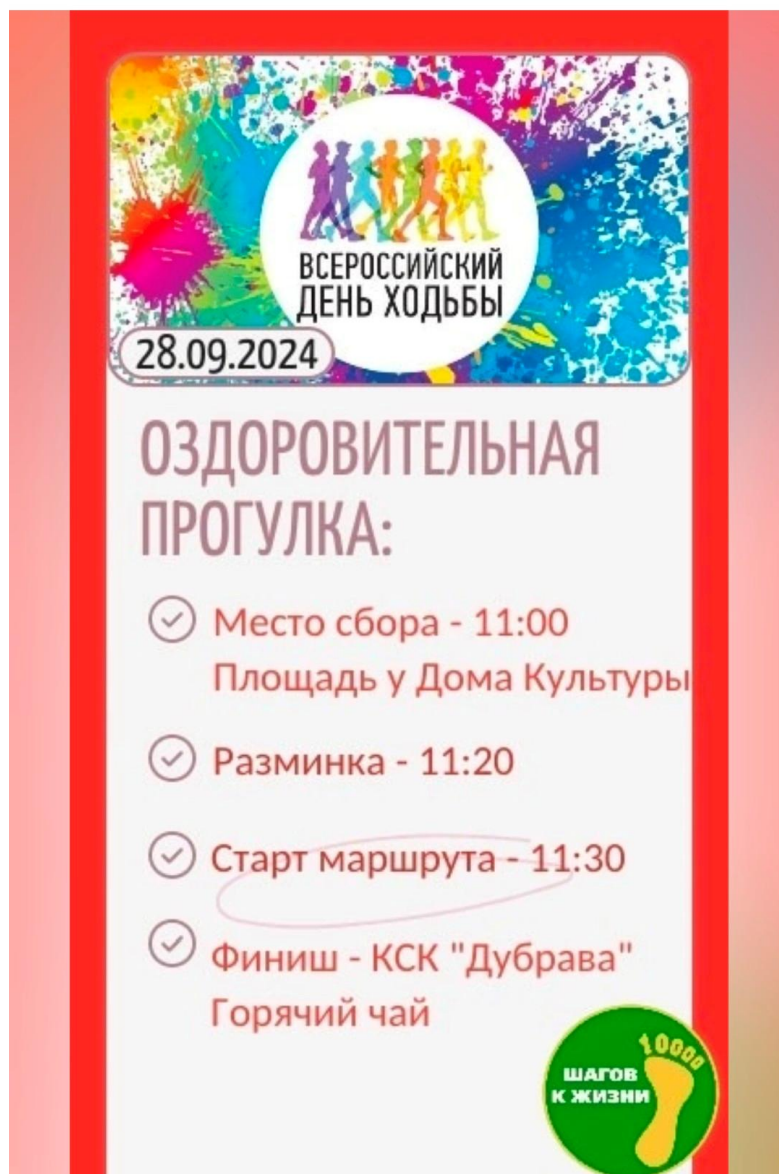 ВСЕРОССИЙСКИЙ
ДЕНЬ ХОДЬБЫ
28.09.2024
ОЗДОРОВИТЕЛЬНАЯ
ПРОГУЛКА:
Место сбора - 11:00
Площадь у Дома Культуры
Разминка - 11:20
Старт маршрута - 11:30
Финиш - КСК "Дубрава"
Горячий чай
10000
ШАГОВ
К ЖИЗНИ